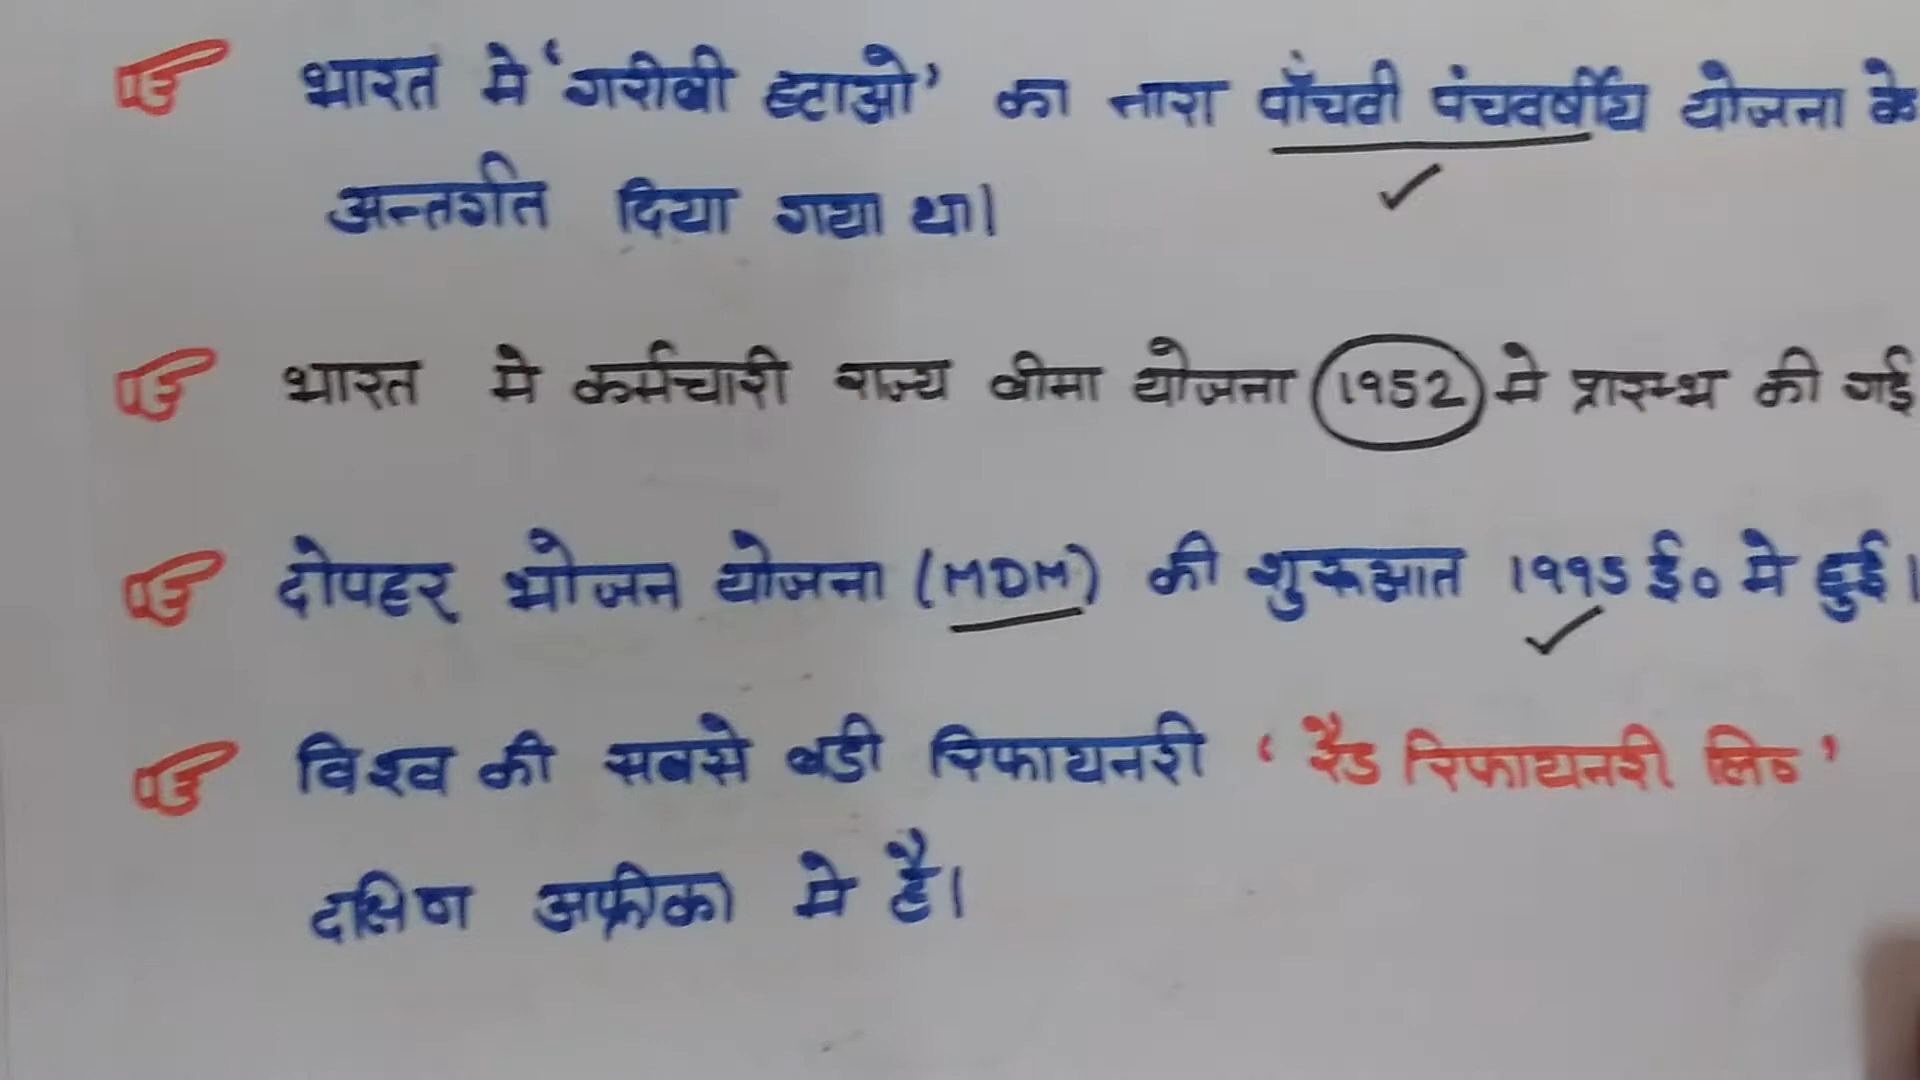 भारत मे 'गरीबी हटाओ' का नारा पाँचवी पंचवर्षीय योजना के
अन्तर्गत दिया गया था।
भारत मे कर्मचारी राज्य बीमा योजना 1952 मे प्रारम्भ की गई
दोपहर भोजन योजना (MDM) की शुरूआत 1995 ई० मे हुई।
विश्व की सबसे बडी रिफायनरी 'रैंड रिफायनरी लि०'
दक्षिण अफ्रीका मे है।